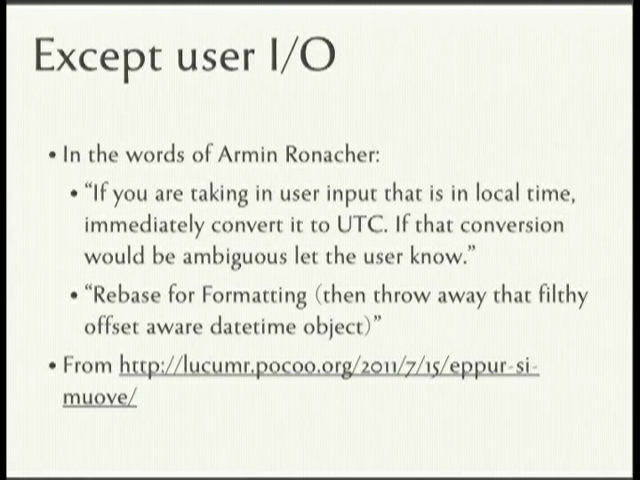 Except user I/O
• In the words of Armin Ronacher:
• “If you are taking in user input that is in local time,
immediately convert it to UTC. If that conversion
would be ambiguous let the user know.”
• “Rebase for Formatting (then throw away that filthy
offset aware datetime object)”
• From http://lucumr.pocoo.org/2011/7/15/eppur-si-
muove/